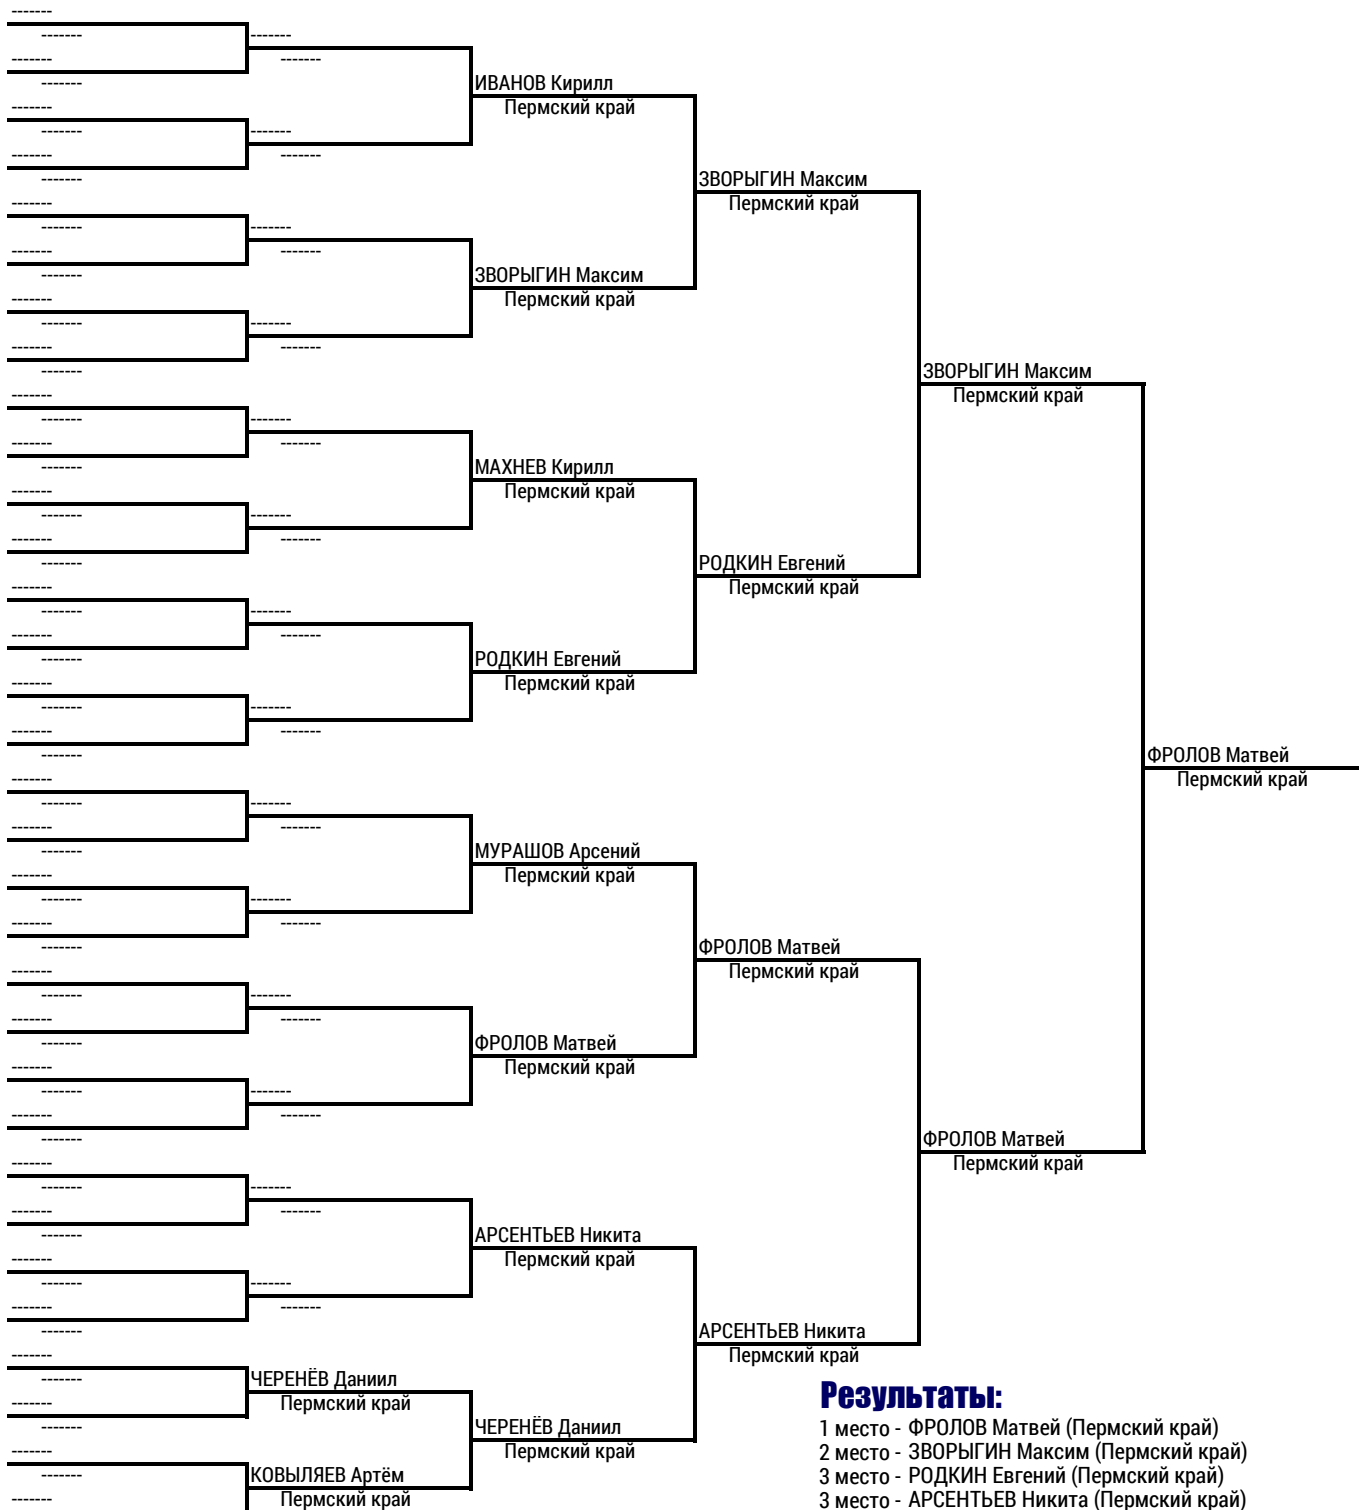 ИВАНОВ Кирилл
Пермский край
ЗВОРЫГИН Максим
Пермский край
ЗВОРЫГИН Максим
Пермский край
ЗВОРЫГИН Максим
Пермский край
МАХНЕВ Кирилл
Пермский край
РОДКИН Евгений
Пермский край
РОДКИН Евгений
Пермский край
ФРОЛОВ Матвей
Пермский край
МУРАШОВ Арсений
Пермский край
ФРОЛОВ Матвей
Пермский край
ФРОЛОВ Матвей
Пермский край
ФРОЛОВ Матвей
Пермский край
АРСЕНТЬЕВ Никита
Пермский край
АРСЕНТЬЕВ Никита
Пермский край
ЧЕРЕНЁВ Даниил
Пермский край
ЧЕРЕНЁВ Даниил
Пермский край
КОВЫЛЯЕВ Артём
Пермский край
Результаты:
1 место - ФРОЛОВ Матвей (Пермский край)
2 место - ЗВОРЫГИН Максим (Пермский край)
3 место - РОДКИН Евгений (Пермский край)
3 место - АРСЕНТЬЕВ Никита (Пермский край)